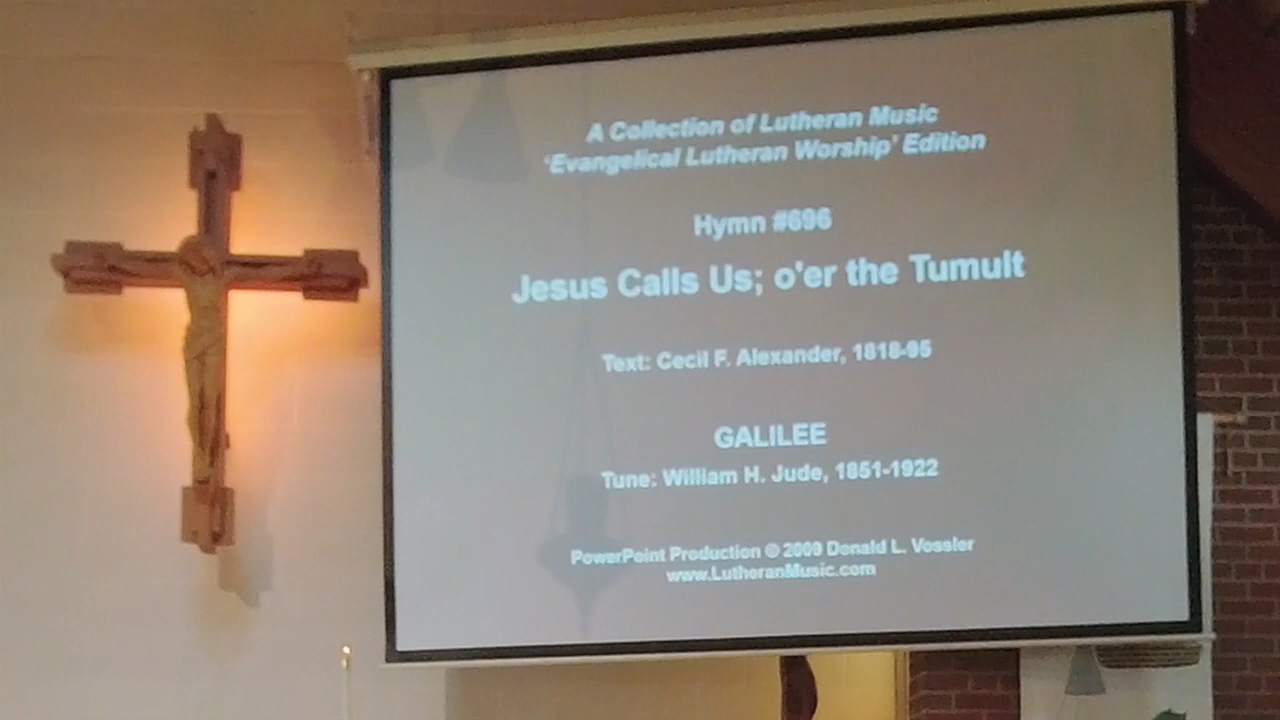 A Collection of Lutheran Music
'Evangelical Lutheran Worship' Edition
Hymn #696
Jesus Calls Us; o'er the Tumult
Text: Cecil F. Alexander, 1818-95
GALILEE
Tune: William H. Jude, 1851-1922
PowerPoint Production © 2009 Donald L. Vossler
www.LutheranMusic.com